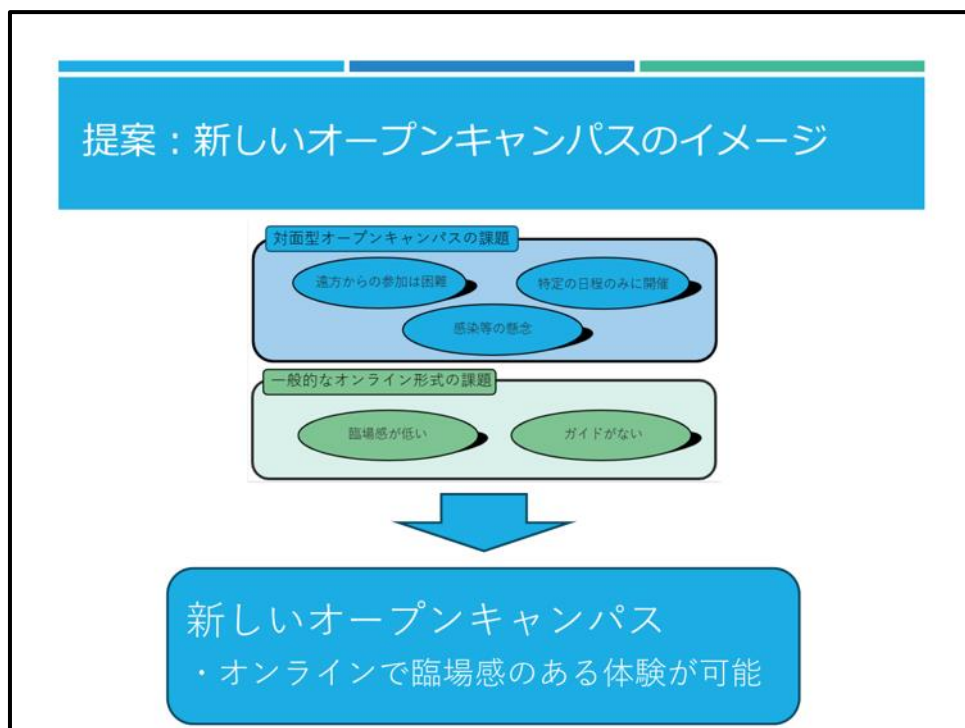 提案：新しいオープンキャンパスのイメージ
対面型オープンキャンパスの課題
遠方からの参加は困難
特定の日程のみに開催
感染等の懸念
一般的なオンライン形式の課題
臨場感が低い
ガイドがない
新しいオープンキャンパス
・オンラインで臨場感のある体験が可能